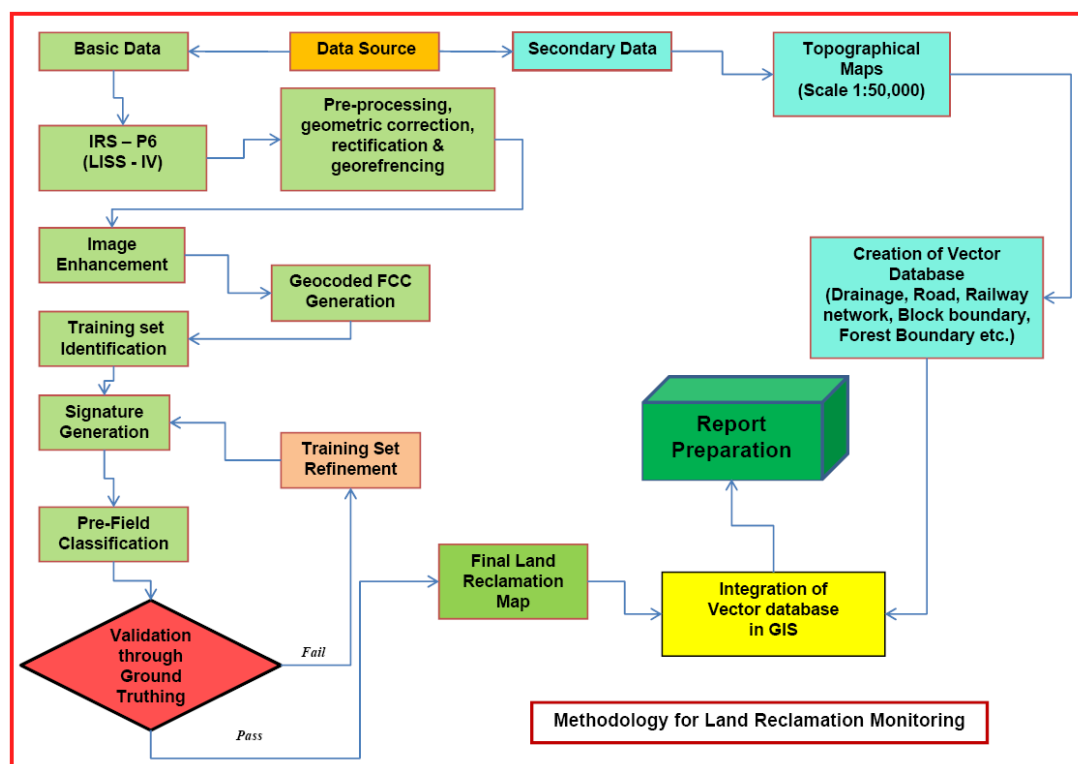 Basic Data
Data Source
Secondary Data
Topographical
Maps
(Scale 1:50,000)
IRS – P6
(LISS - IV)
Pre-processing,
geometric correction,
rectification &
georefrencing
Image
Enhancement
Geocoded FCC
Generation
Creation of Vector
Database
(Drainage, Road, Railway
network, Block boundary,
Forest Boundary etc.)
Training set
Identification
Signature
Generation
Training Set
Refinement
Report
Preparation
Pre-Field
Classification
Final Land
Reclamation
Map
Integration of
Vector database
in GIS
Validation
through
Ground
Truthing
Fail
Pass
Methodology for Land Reclamation Monitoring